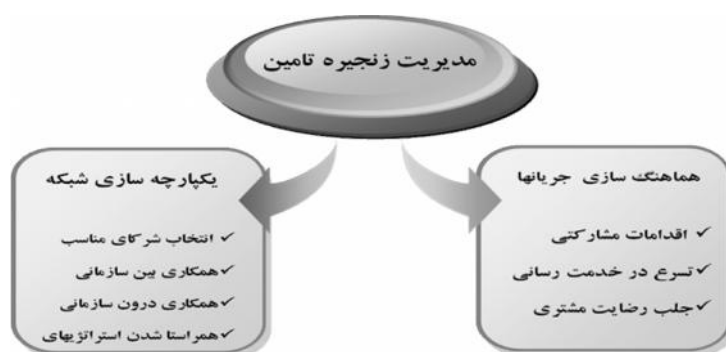 مدیریت زنجیره تامین
هماهنگ سازی جریانها
اقدامات مشارکتی
تسرع در خدمت رسانی
جلب رضایت مشتری
یکپارچه سازی شبکه
انتخاب شرکای مناسب
همکاری بین سازمانی
همکاری درون سازمانی
همراستا شدن استراتژیهای